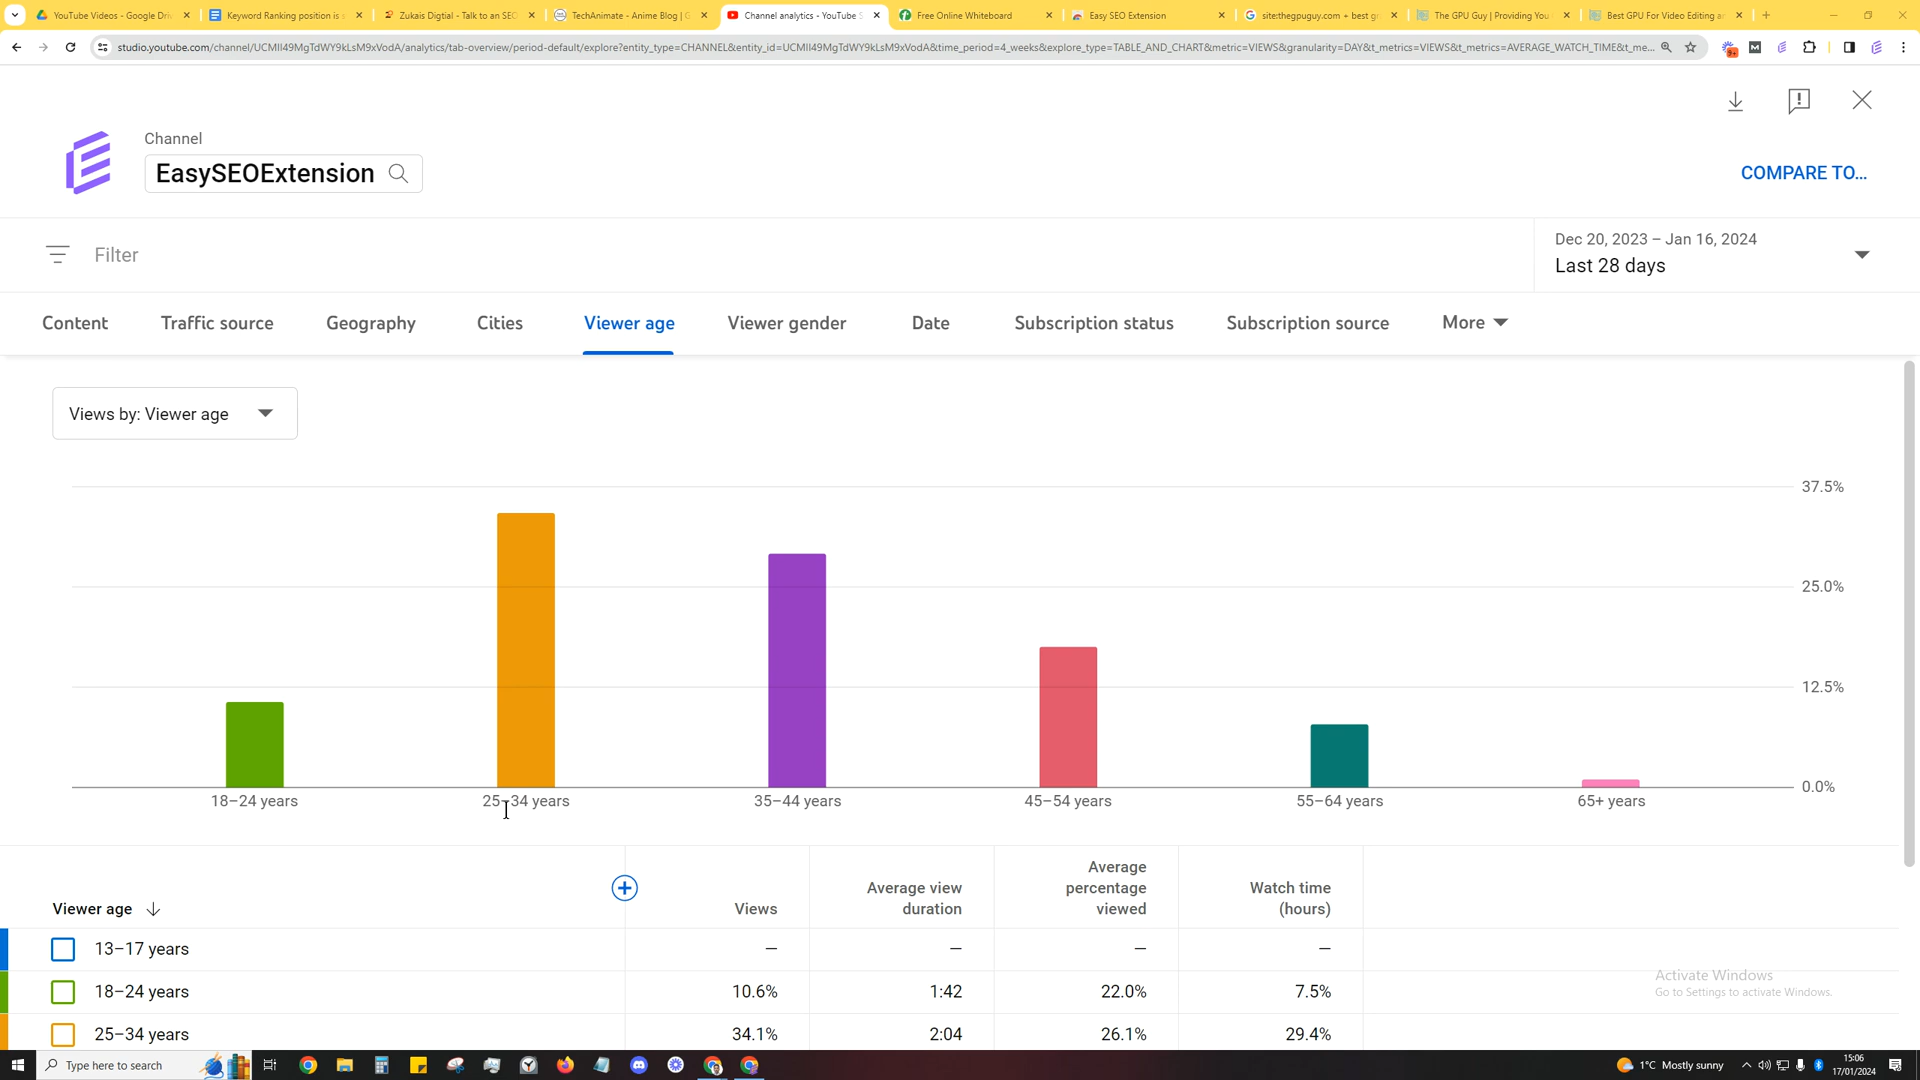 YouTube Videos - Google Dri
Keyword Ranking position is
Zukais Digtial - Talk to an SEO
TechAnimate - Anime Blog | G
Channel analytics - YouTube S
Free Online Whiteboard
Easy SEO Extension
site:thegpuguy.com + best g
The GPU Guy | Providing You
Best GPU For Video Editing a
studio.youtube.com/channel/UCMII49MgTdWY9kLsM9xVodA/analytics/tab-overview/period-default/explore?entity_type=CHANNEL&entity_id=UCMII49MgTdWY9kLsM9xVodA&time_period=4_weeks&explore_type=TABLE_AND_CHART&metric=VIEWS&granularity=DAY&t_metrics=VIEWS&t_metrics=AVERAGE_WATCH_TIME&t_me...
9+
Channel
EasySEOExtension
COMPARE TO...
Filter
Dec 20, 2023 – Jan 16, 2024
Last 28 days
Content Traffic source Geography Cities Viewer age Viewer gender Date Subscription status Subscription source More
Views by: Viewer age
37.5%
25.0%
12.5%
0.0%
18–24 years 25–34 years 35–44 years 45–54 years 55–64 years 65+ years
Viewer age
Views
Average view duration
Average percentage viewed
Watch time (hours)
13–17 years — — — —
18–24 years 10.6% 1:42 22.0% 7.5%
25–34 years 34.1% 2:04 26.1% 29.4%
Activate Windows
Go to Settings to activate Windows.
Type here to search
1°C Mostly sunny
15:06
17/01/2024